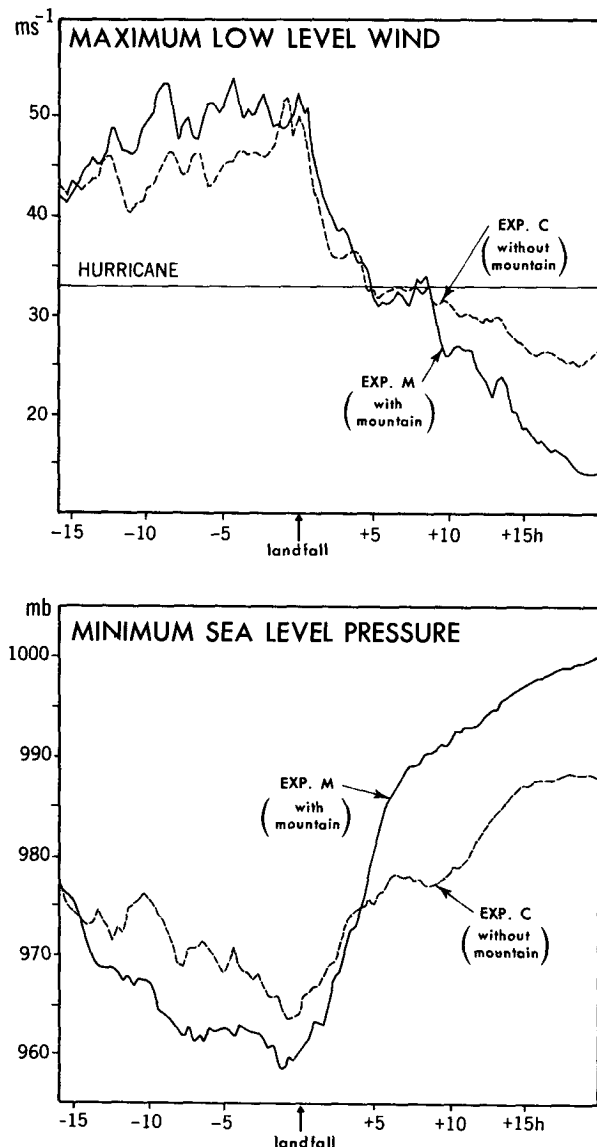 ms⁻¹
MAXIMUM LOW LEVEL WIND
50
40
EXP. C
(without
mountain)
HURRICANE
30
EXP. M
(with
mountain)
20
-15 -10 -5 +5 +10 +15h
landfall
mb
MINIMUM SEA LEVEL PRESSURE
1000
990
EXP. M
(with
mountain)
980
EXP. C
(without
mountain)
970
960
-15 -10 -5 +5 +10 +15h
landfall